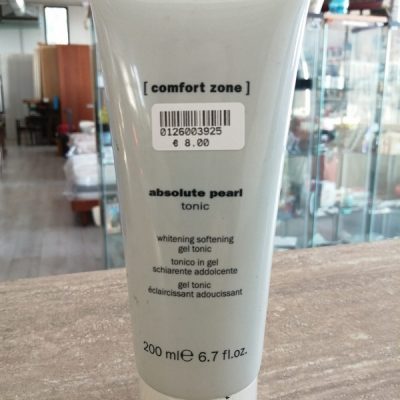 [ comfort zone ]
0126003925
€ 8.00
absolute pearl
tonic
whitening softening
gel tonic
tonico in gel
schiarente addolcente
gel tonic
éclaircissant adoucissant
200 ml℮ 6.7 fl.oz.